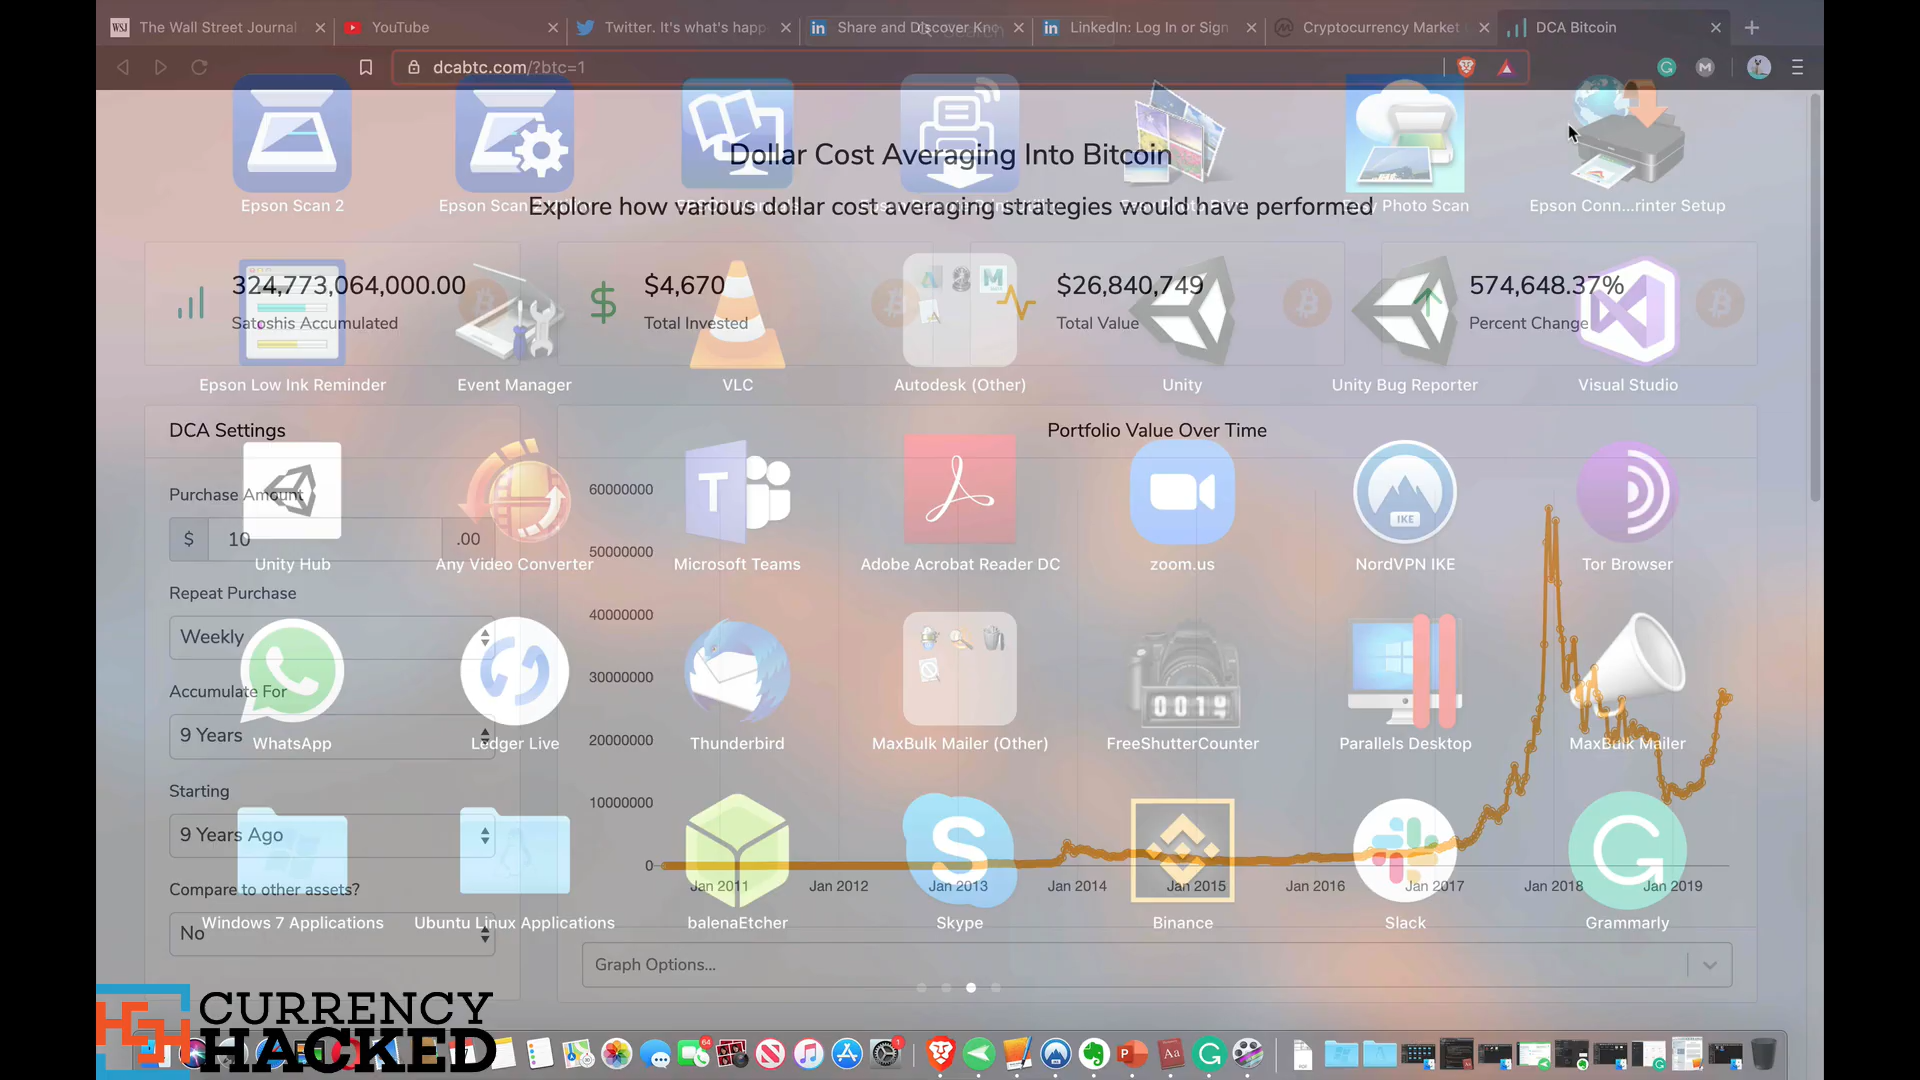 The Wall Street Journal
YouTube
Twitter. It's what's happ
Share and Discover Kno
LinkedIn: Log In or Sign
Cryptocurrency Market
DCA Bitcoin
dcabtc.com/?btc=1
Dollar Cost Averaging Into Bitcoin
Explore how various dollar cost averaging strategies would have performed
Epson Scan 2
Epson Scan
Easy Photo Scan
Epson Conn...rinter Setup
324,773,064,000.00
Satoshis Accumulated
$4,670
Total Invested
$26,840,749
Total Value
574,648.37%
Percent Change
Epson Low Ink Reminder
Event Manager
VLC
Autodesk (Other)
Unity
Unity Bug Reporter
Visual Studio
DCA Settings
Portfolio Value Over Time
Purchase Amount
$ 10 .00
Repeat Purchase
Weekly
Accumulate For
9 Years
Starting
9 Years Ago
Compare to other assets?
No
60000000
50000000
40000000
30000000
20000000
10000000
0
Jan 2011
Jan 2012
Jan 2013
Jan 2014
Jan 2015
Jan 2016
Jan 2017
Jan 2018
Jan 2019
Graph Options...
IKE
Unity Hub
Any Video Converter
Microsoft Teams
Adobe Acrobat Reader DC
zoom.us
NordVPN IKE
Tor Browser
WhatsApp
Ledger Live
Thunderbird
MaxBulk Mailer (Other)
FreeShutterCounter
Parallels Desktop
MaxBulk Mailer
Windows 7 Applications
Ubuntu Linux Applications
balenaEtcher
Skype
Binance
Slack
Grammarly
CURRENCY
HACKED
64
1